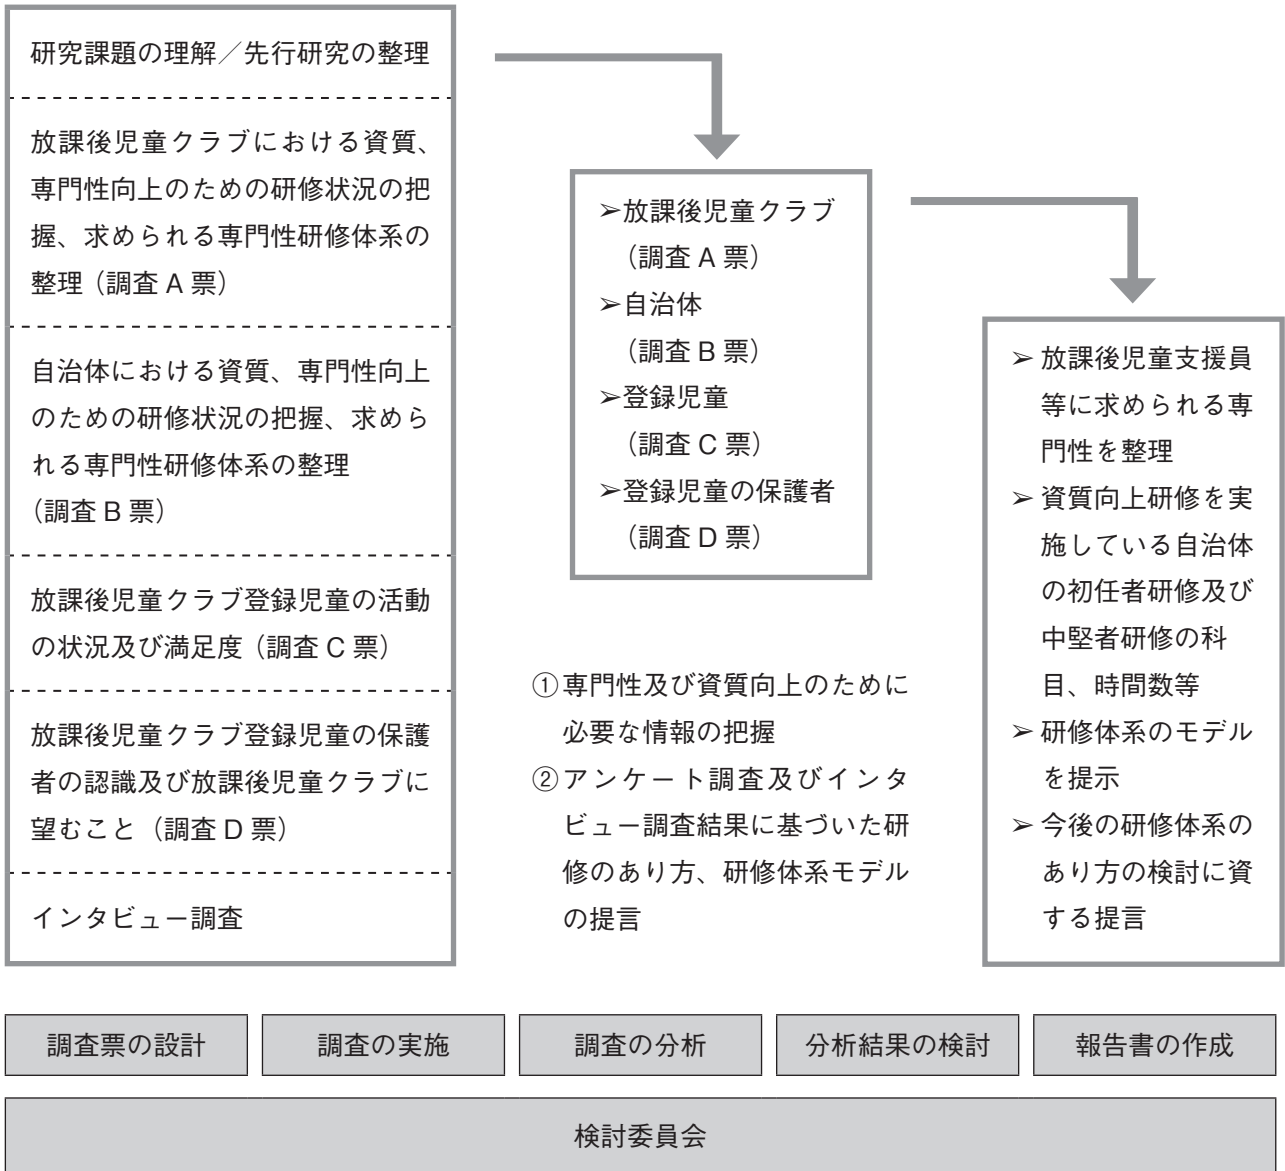 研究課題の理解／先行研究の整理
放課後児童クラブにおける資質、
専門性向上のための研修状況の把
握、求められる専門性研修体系の
整理（調査 A 票）
自治体における資質、専門性向上
のための研修状況の把握、求めら
れる専門性研修体系の整理
（調査 B 票）
放課後児童クラブ登録児童の活動
の状況及び満足度（調査 C 票）
放課後児童クラブ登録児童の保護
者の認識及び放課後児童クラブに
望むこと（調査 D 票）
インタビュー調査
➢放課後児童クラブ
（調査 A 票）
➢自治体
（調査 B 票）
➢登録児童
（調査 C 票）
➢登録児童の保護者
（調査 D 票）
①専門性及び資質向上のために
必要な情報の把握
②アンケート調査及びインタ
ビュー調査結果に基づいた研
修のあり方、研修体系モデル
の提言
➢ 放課後児童支援員
等に求められる専
門性を整理
➢ 資質向上研修を実
施している自治体
の初任者研修及び
中堅者研修の科
目、時間数等
➢ 研修体系のモデル
を提示
➢ 今後の研修体系の
あり方の検討に資
する提言
調査票の設計
調査の実施
調査の分析
分析結果の検討
報告書の作成
検討委員会